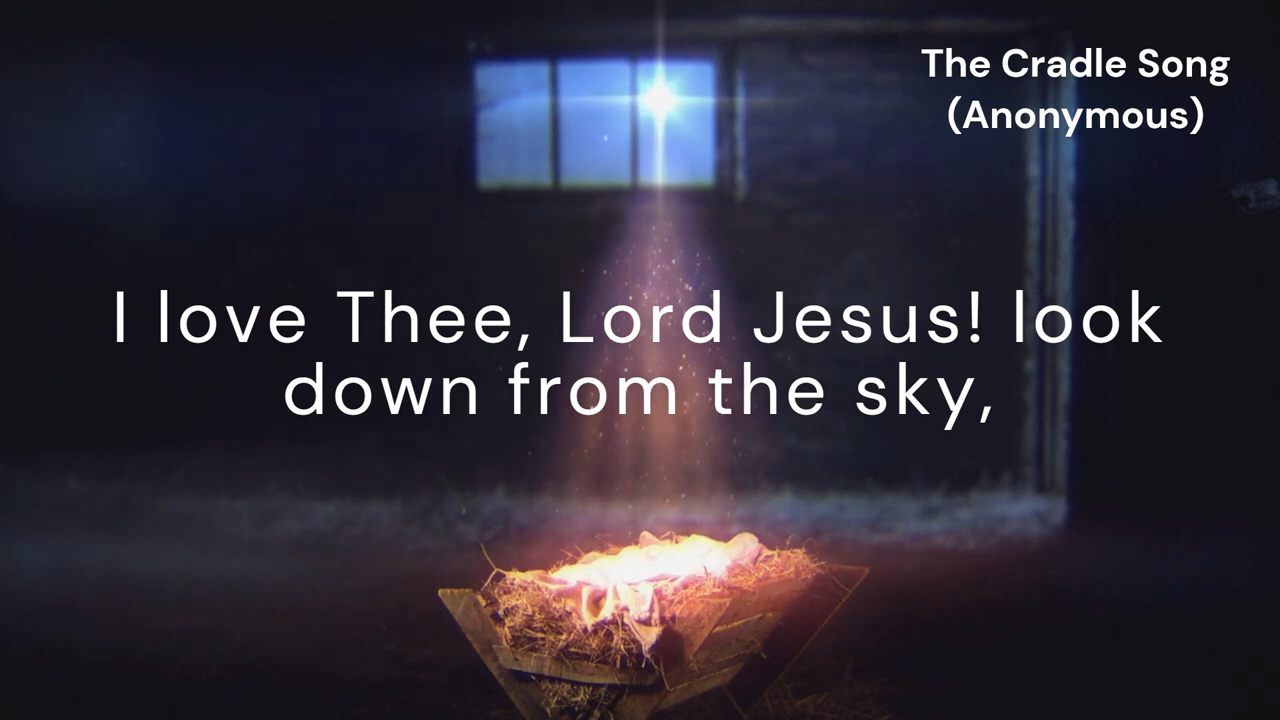 The Cradle Song
(Anonymous)
I love Thee, Lord Jesus! look
down from the sky,